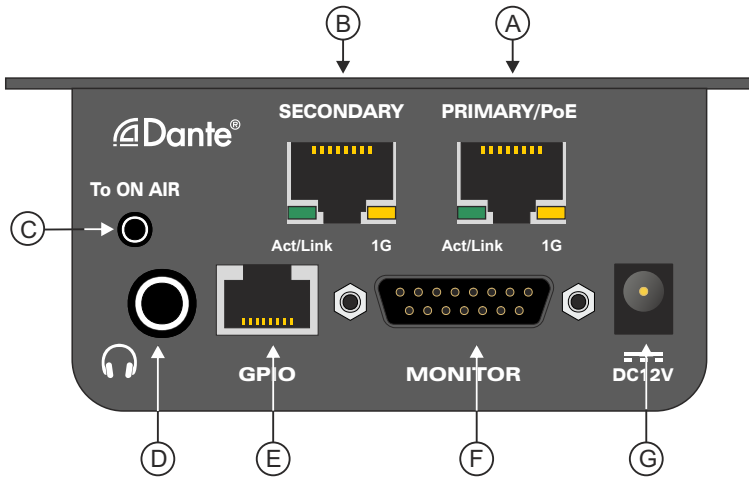 B
A
SECONDARY
PRIMARY/PoE
Dante®
To ON AIR
C
Act/Link
1G
Act/Link
1G
GPIO
MONITOR
DC12V
D
E
F
G